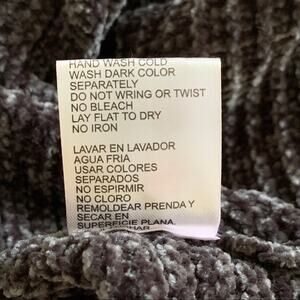 HAND WASH COLD
WASH DARK COLOR
SEPARATELY
DO NOT WRING OR TWIST
NO BLEACH
LAY FLAT TO DRY
NO IRON
LAVAR EN LAVADOR
AGUA FRIA
USAR COLORES
SEPARADOS
NO ESPIRMIR
NO CLORO
REMOLDEAR PRENDA Y
SECAR EN
SUPERFICIE PLANA.